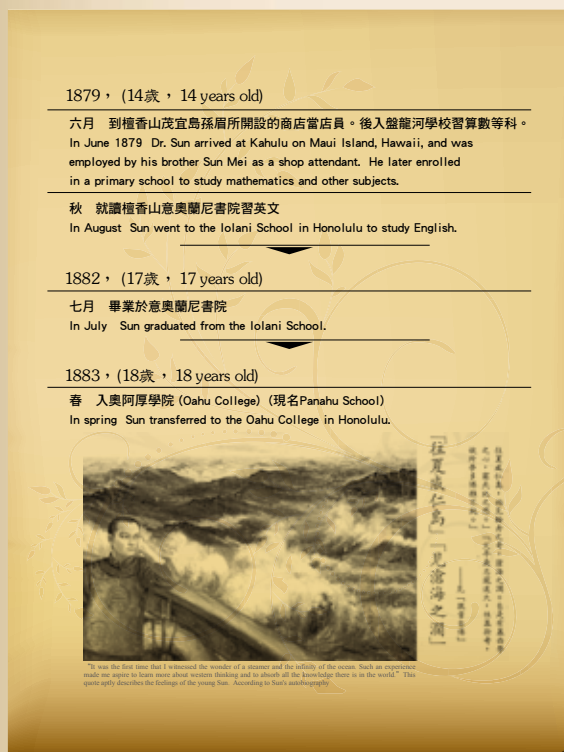 1879， (14歲， 14 years old)
六月　到檀香山茂宜島孫眉所開設的商店當店員。後入盤龍河學校習算數等科。
In June 1879 Dr. Sun arrived at Kahulu on Maui Island, Hawaii, and was
employed by his brother Sun Mei as a shop attendant. He later enrolled
in a primary school to study mathematics and other subjects.
秋　就讀檀香山意奧蘭尼書院習英文
In August Sun went to the Iolani School in Honolulu to study English.
1882， (17歲， 17 years old)
七月　畢業於意奧蘭尼書院
In July Sun graduated from the Iolani School.
1883， (18歲， 18 years old)
春　入奧阿厚學院 (Oahu College)（現名Panahu School)
In spring Sun transferred to the Oahu College in Honolulu.
「往夏威仁島」「見滄海之濶」
"It was the first time that I witnessed the wonder of a steamer and the infinity of the ocean. Such an experience
made me aspire to learn more about western thinking and to absorb all the knowledge there is in the world." This
quote aptly describes the feelings of the young Sun. According to Sun's autobiography